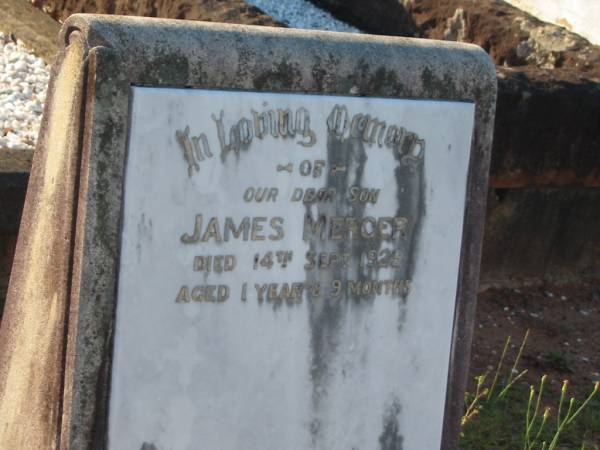 In Loving Memory
OF
OUR DEAR SON
JAMES MERCER
DIED 14TH SEPT
AGED 1 YEAR & 9 MONTHS